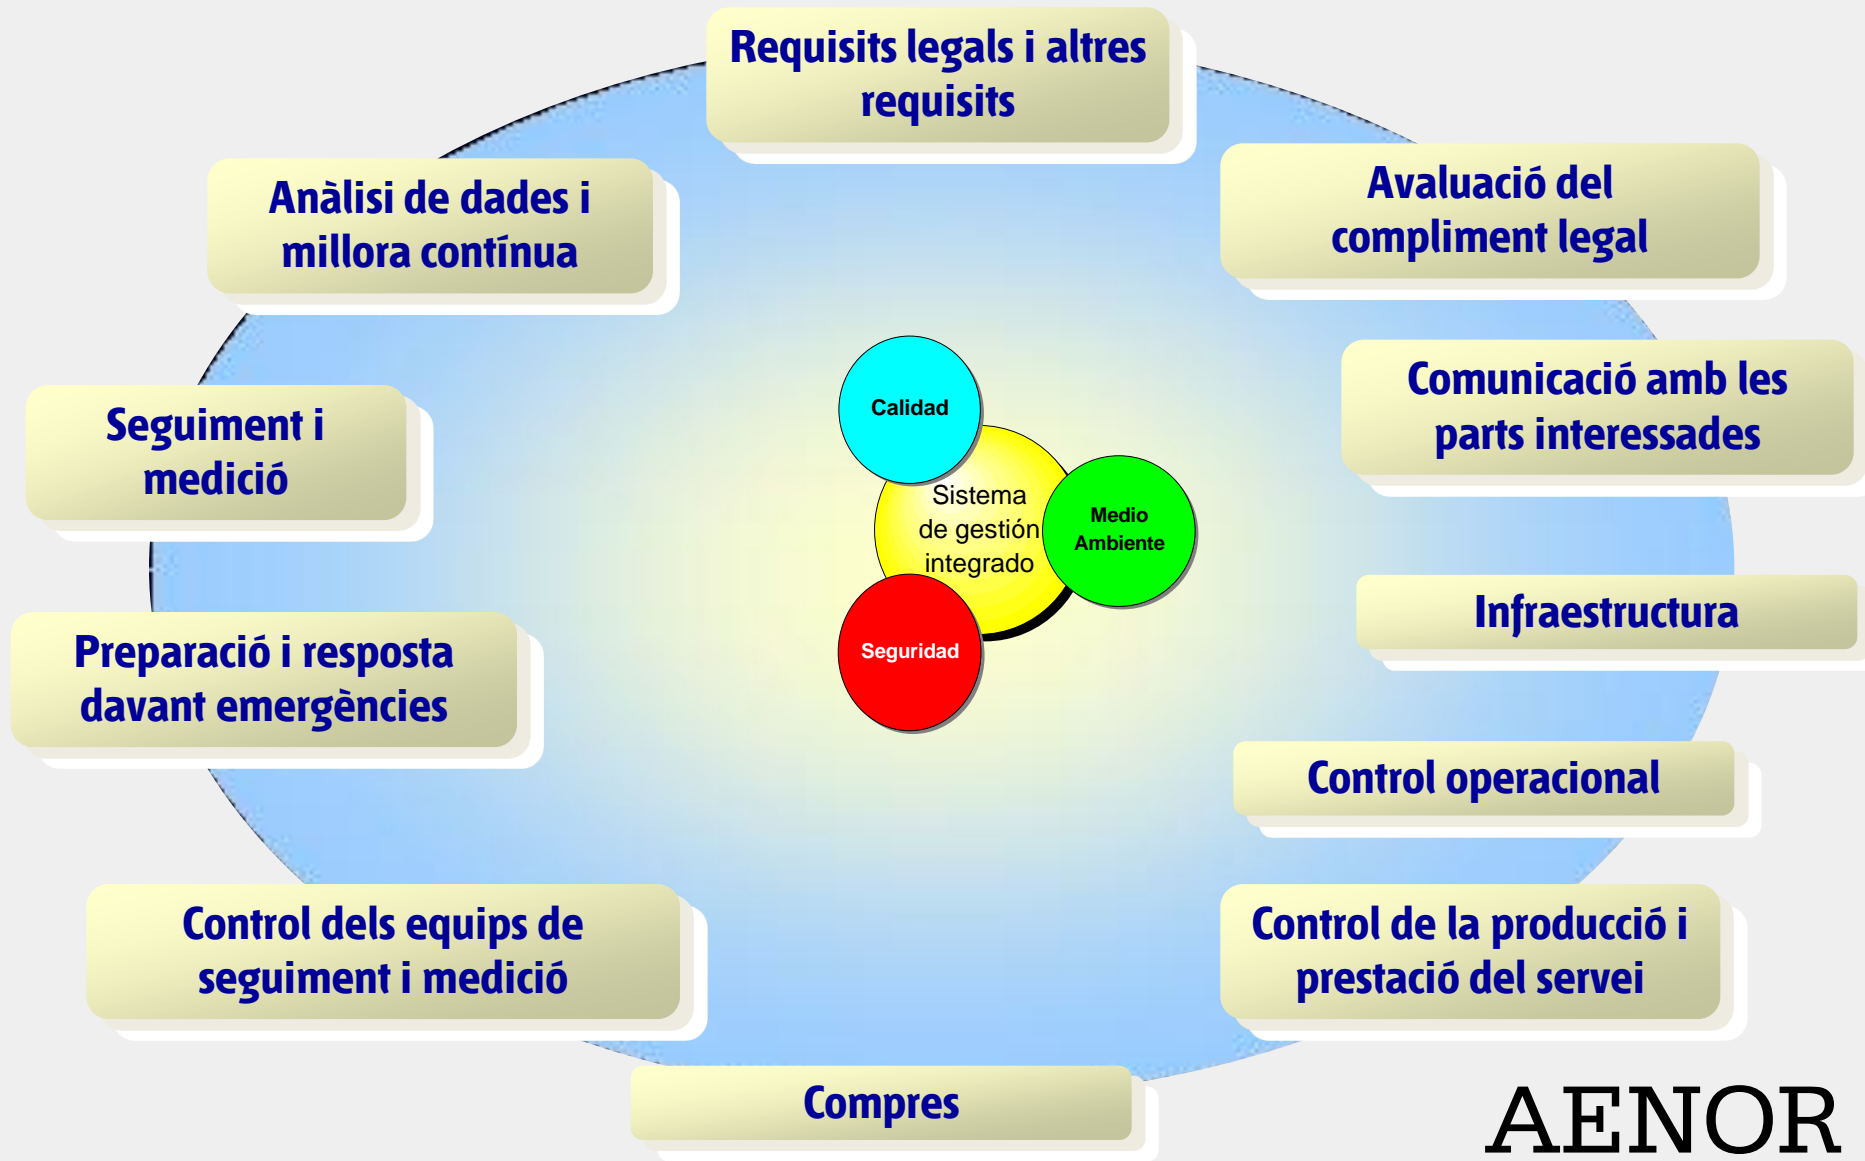 Requisits legals i altres
requisits
Anàlisi de dades i
millora contínua
Avaluació del
compliment legal
Seguiment i
medició
Comunicació amb les
parts interessades
Calidad
Sistema
de gestión
integrado
Medio
Ambiente
Seguridad
Infraestructura
Preparació i resposta
davant emergències
Control operacional
Control dels equips de
seguiment i medició
Control de la producció i
prestació del servei
Compres
AENOR